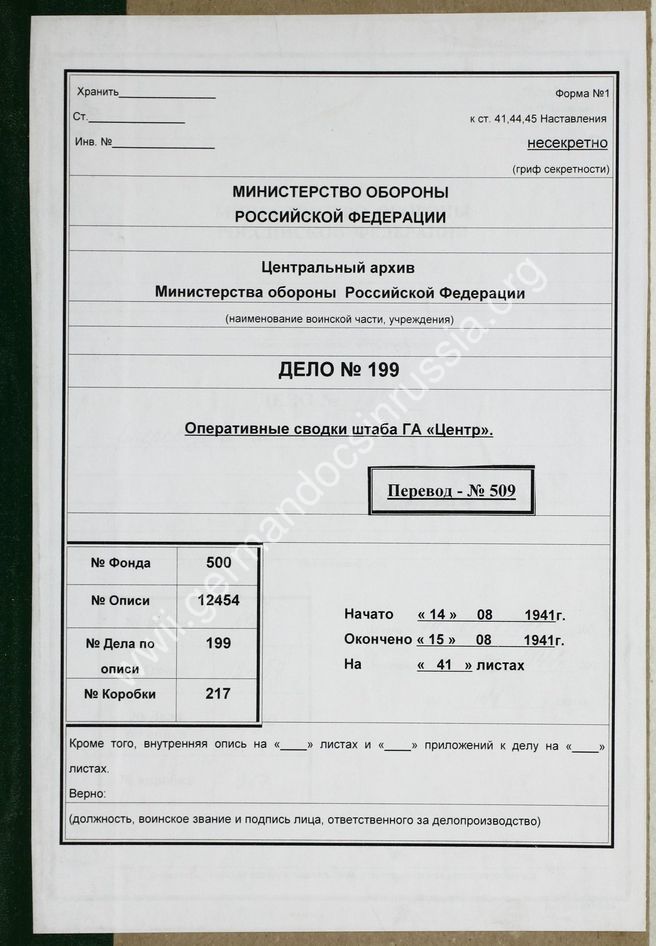 Хранить________________
Форма №1
Ст.________________
к ст. 41,44,45 Наставления
Инв. №_________________
несекретно
(гриф секретности)
МИНИСТЕРСТВО ОБОРОНЫ
РОССИЙСКОЙ ФЕДЕРАЦИИ
Центральный архив
Министерства обороны Российской Федерации
(наименование воинской части, учреждения)
ДЕЛО № 199
Оперативные сводки штаба ГА «Центр».
Перевод - № 509
№ Фонда 500
№ Описи 12454
№ Дела по описи 199
№ Коробки 217
Начато « 14 » 08 1941г.
Окончено « 15 » 08 1941г.
На « 41 » листах
Кроме того, внутренняя опись на «____» листах и «____» приложений к делу на «____»
листах.
Верно:
(должность, воинское звание и подпись лица, ответственного за делопроизводство)
wwii.germandocsinrussia.org